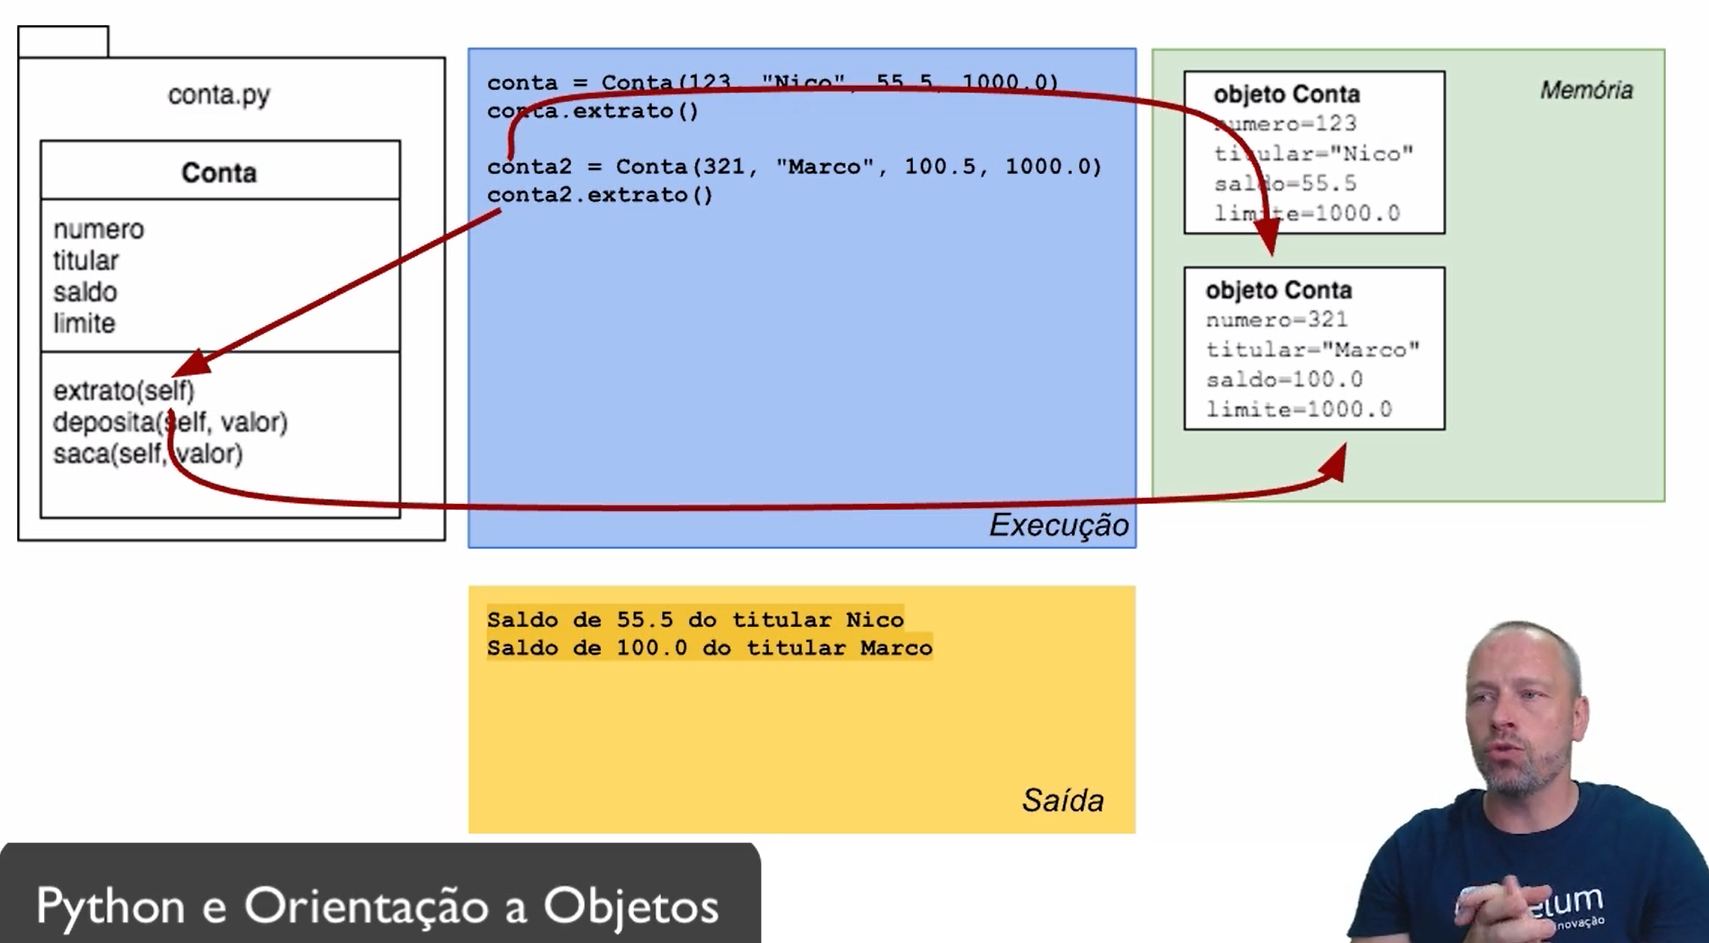 conta.py
Conta
numero
titular
saldo
limite
extrato(self)
deposita(self, valor)
saca(self, valor)
conta = Conta(123, "Nico", 55.5, 1000.0)
conta.extrato()
conta2 = Conta(321, "Marco", 100.5, 1000.0)
conta2.extrato()
Execução
Memória
objeto Conta
numero=123
titular="Nico"
saldo=55.5
limite=1000.0
objeto Conta
numero=321
titular="Marco"
saldo=100.0
limite=1000.0
Saldo de 55.5 do titular Nico
Saldo de 100.0 do titular Marco
Saída
Python e Orientação a Objetos